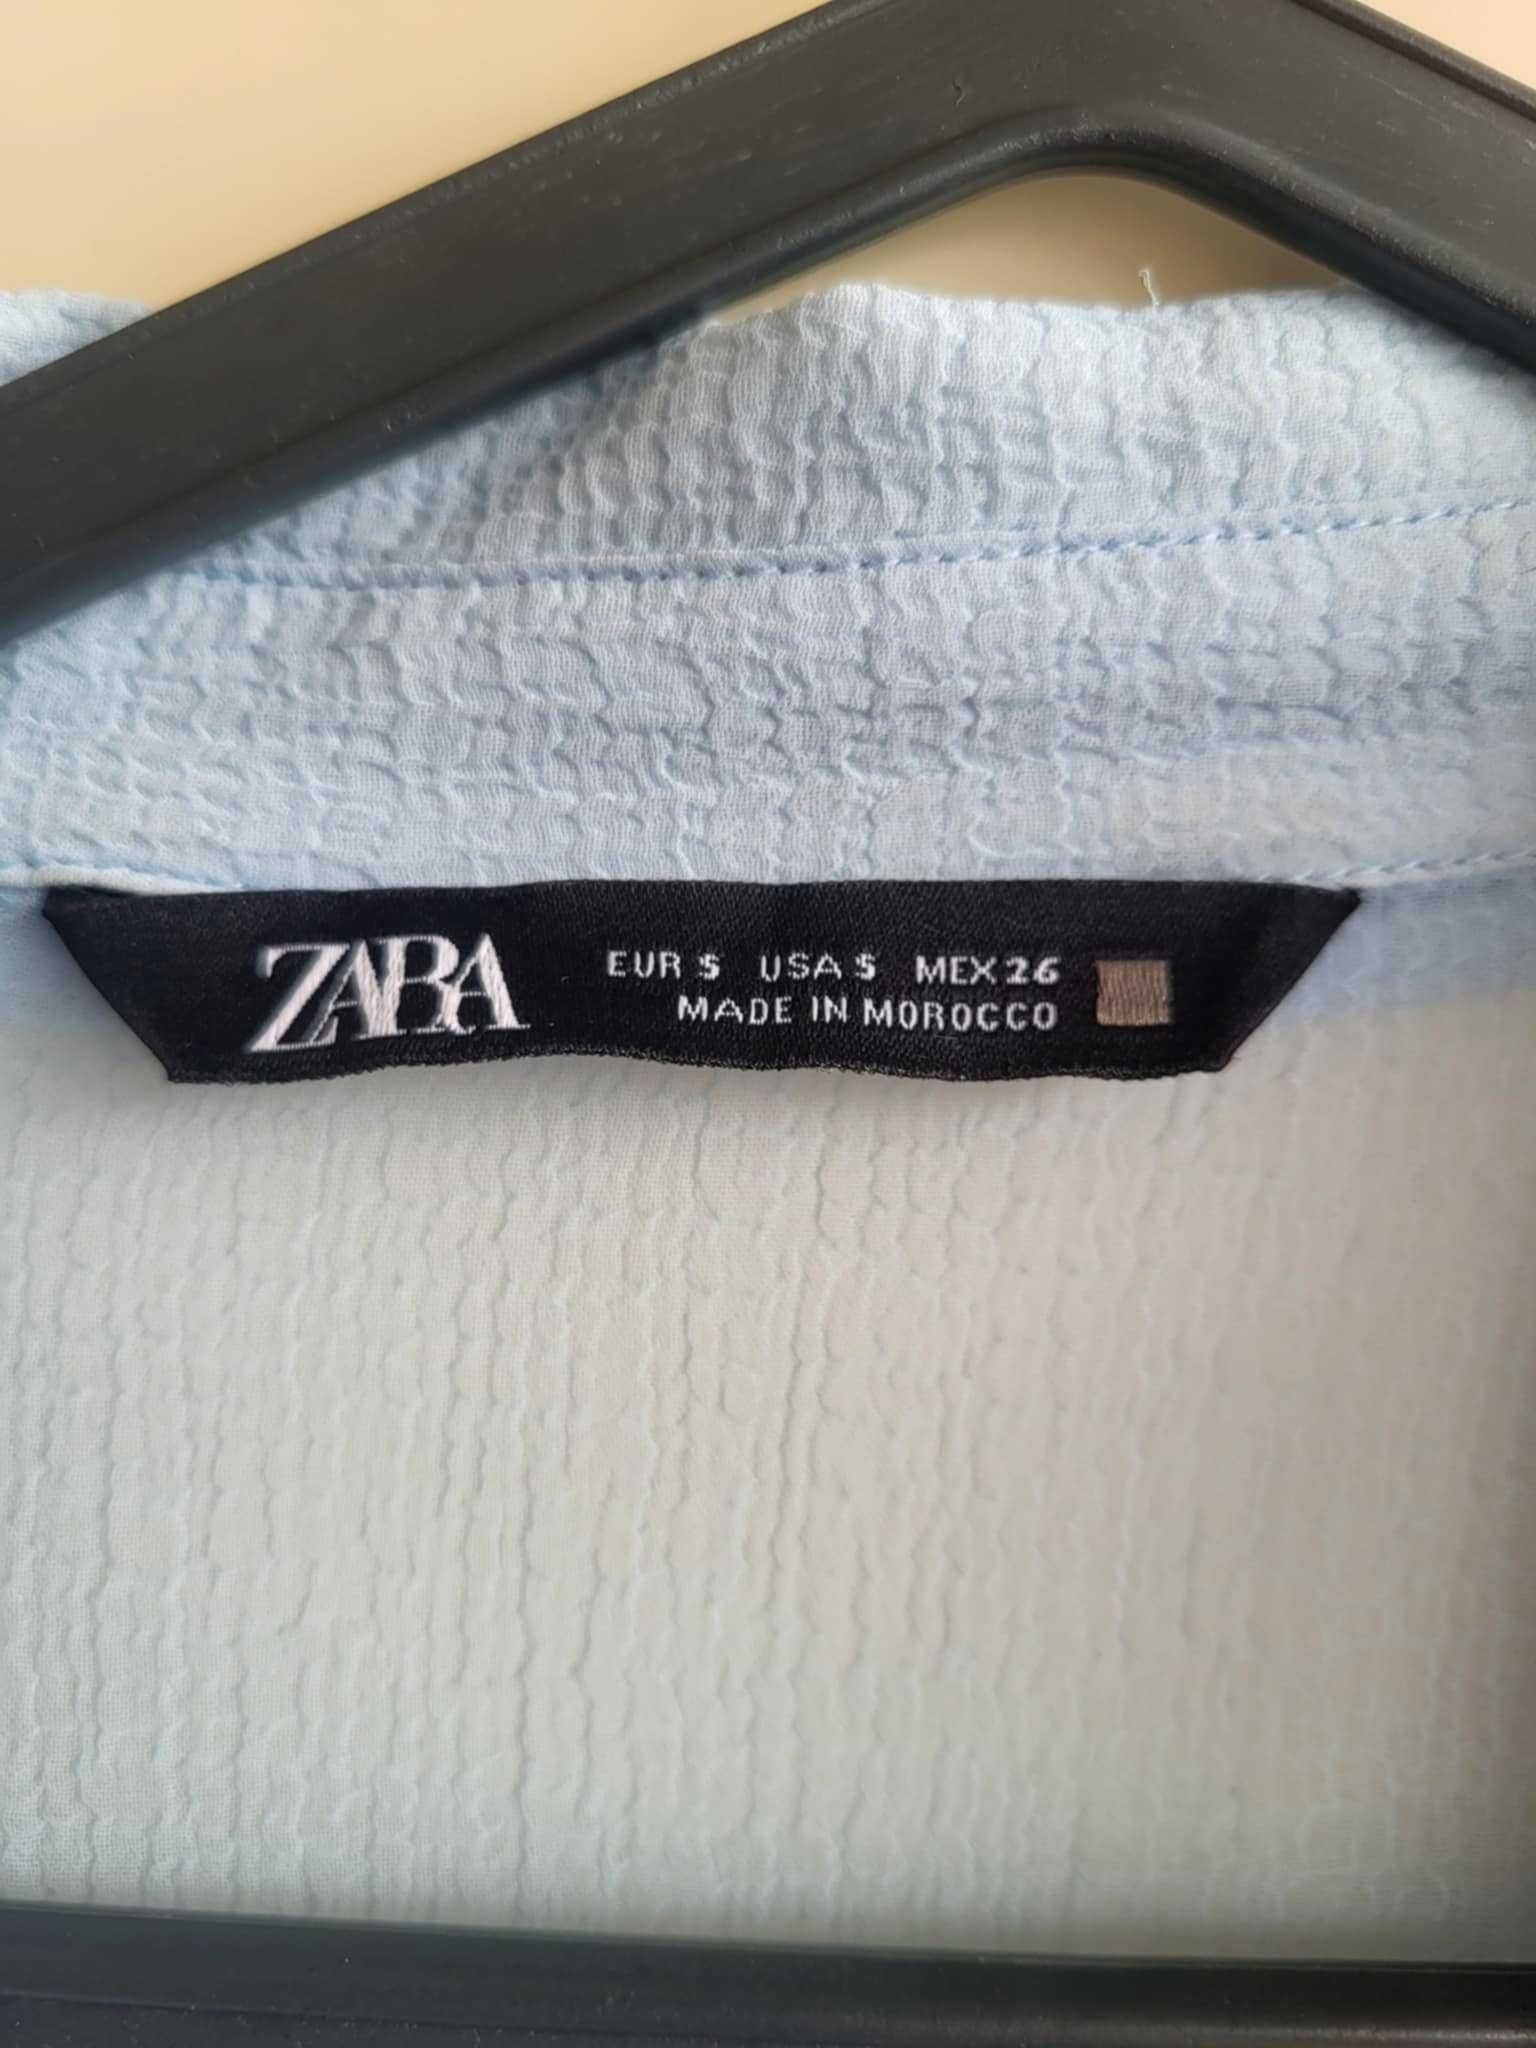 ZARA
EUR S USA S MEX 26
MADE IN MOROCCO